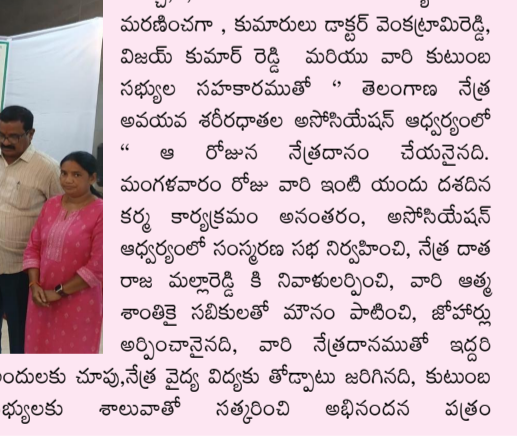 మరణించగా , కుమారులు డాక్టర్ వెంకట్రామిరెడ్డి,
విజయ్ కుమార్ రెడ్డి మరియు వారి కుటుంబ
సభ్యుల సహకారముతో “ తెలంగాణ నేత్ర
అవయవ శరీరధాతల అసోసియేషన్ ఆధ్వర్యంలో
“ ఆ రోజున నేత్రదానం చేయనైనది.
మంగళవారం రోజు వారి ఇంటి యందు దశదిన
కర్మ కార్యక్రమం అనంతరం, అసోసియేషన్
ఆధ్వర్యంలో సంస్మరణ సభ నిర్వహించి, నేత్ర దాత
రాజ మల్లారెడ్డి కి నివాళులర్పించి, వారి ఆత్మ
శాంతికై సబికులతో మౌనం పాటించి, జోహార్లు
అర్పించానైనది, వారి నేత్రదానముతో ఇద్దరి
చూపు,నేత్ర వైద్య విద్యకు తోడ్పాటు జరిగినది, కుటుంబ
శాలువాతో సత్కరించి అభినందన పత్రం